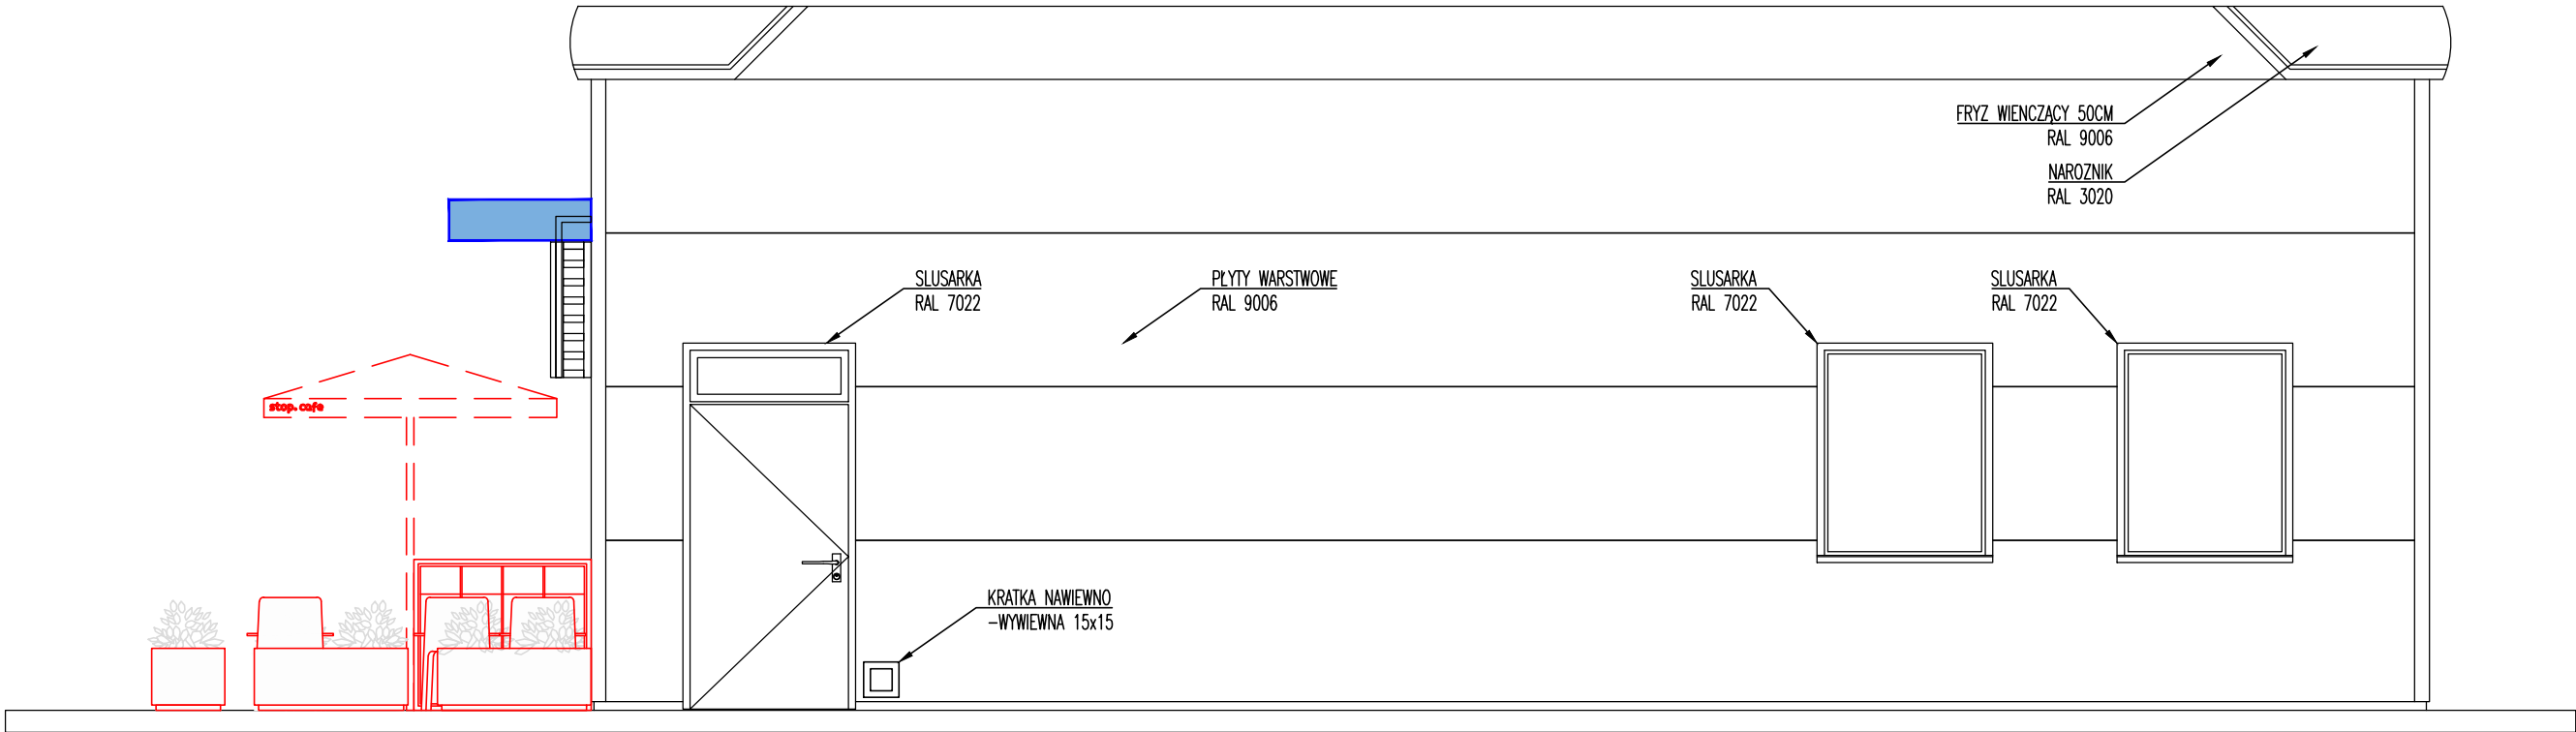 FRYZ WIENCZĄCY 50CM
RAL 9006
NAROZNIK
RAL 3020
SLUSARKA
RAL 7022
PŁYTY WARSTWOWE
RAL 9006
SLUSARKA
RAL 7022
SLUSARKA
RAL 7022
stop.cafe
KRATKA NAWIEWNO
-WYWIEWNA 15x15